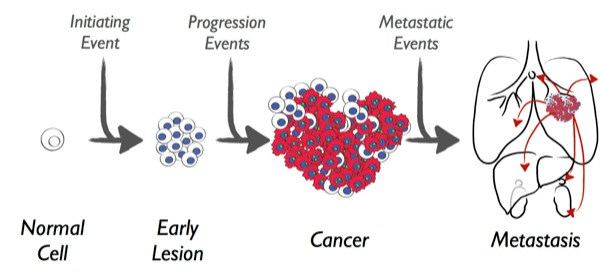 Initiating
Event
Progression
Events
Metastatic
Events
Normal
Cell
Early
Lesion
Cancer
Metastasis